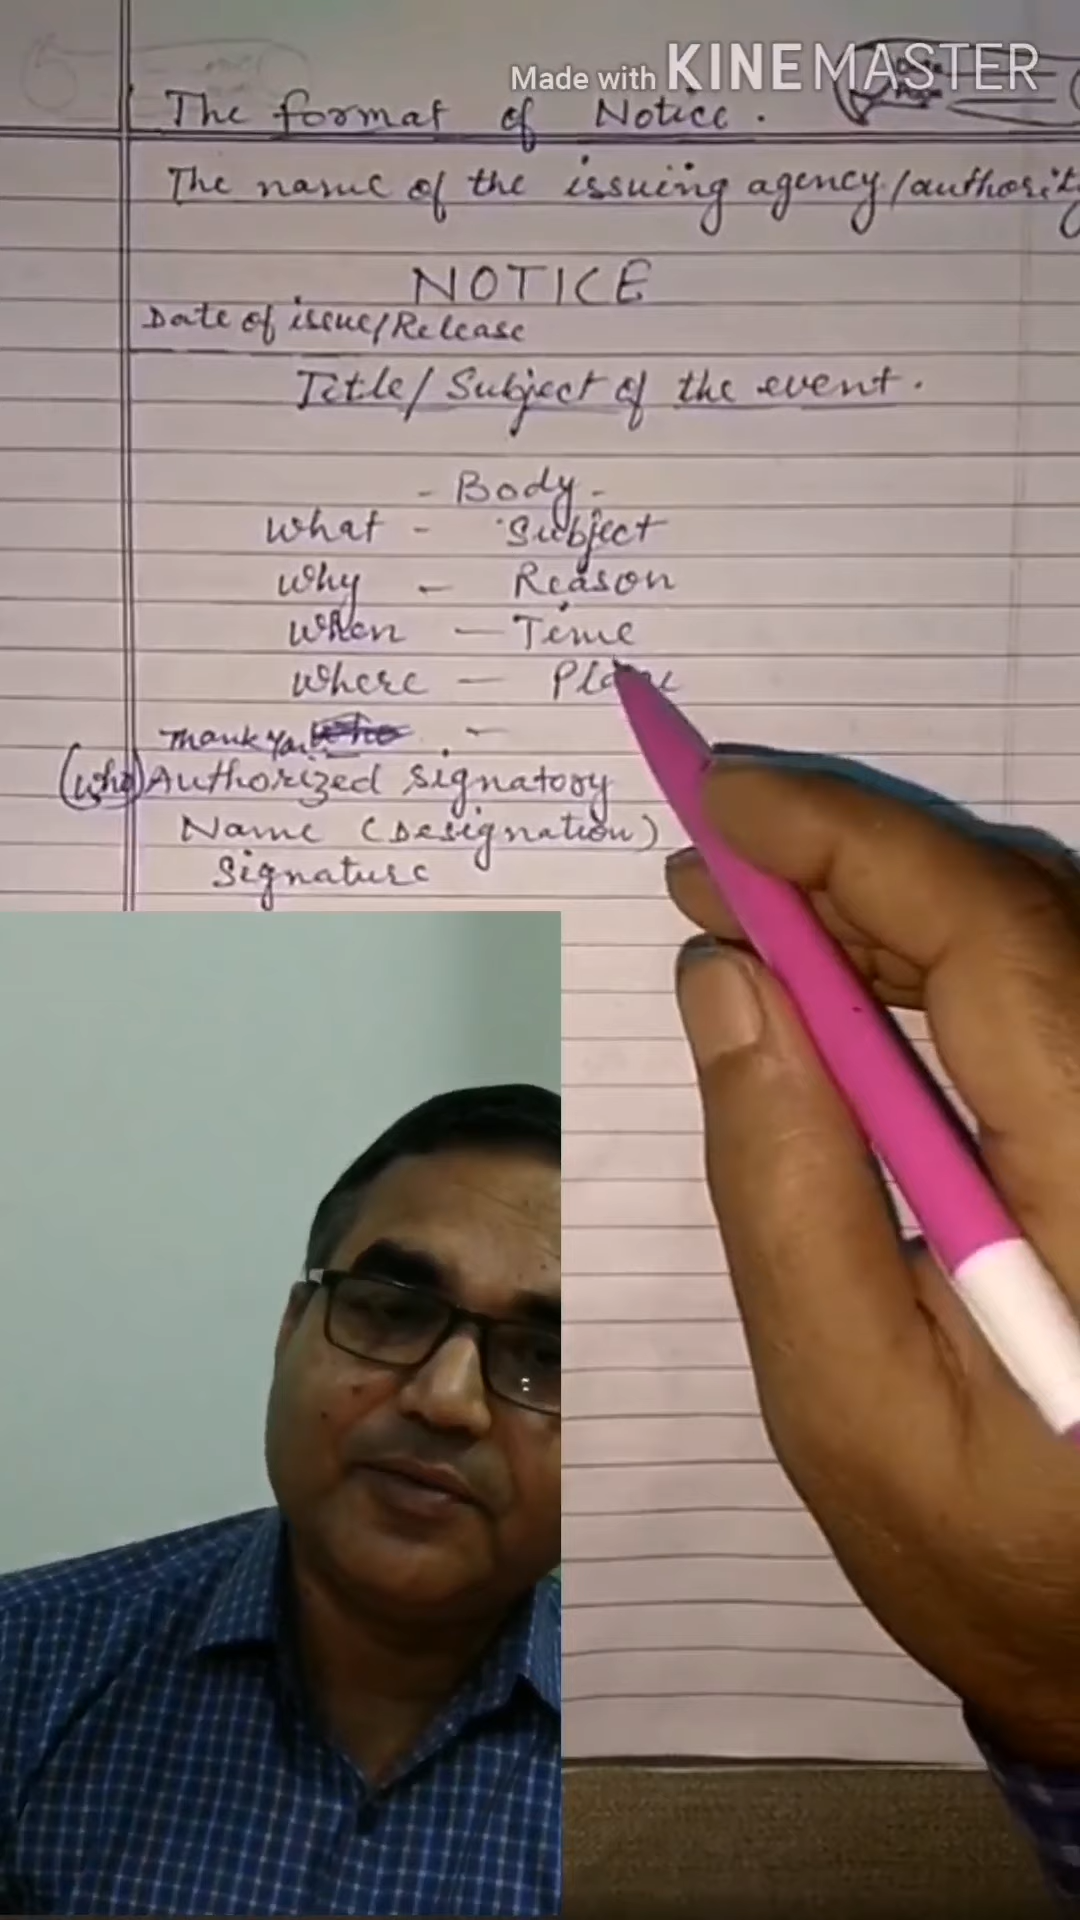 Made with KINEMASTER
The format of Notice.
The name of the issuing agency/authority
NOTICE
Date of issue/Release
Title/Subject of the event.
- Body -
What - Subject
Why - Reason
When - Time
Where - Place
Thank You -
(who) Authorized signatory
Name (Designation)
Signature